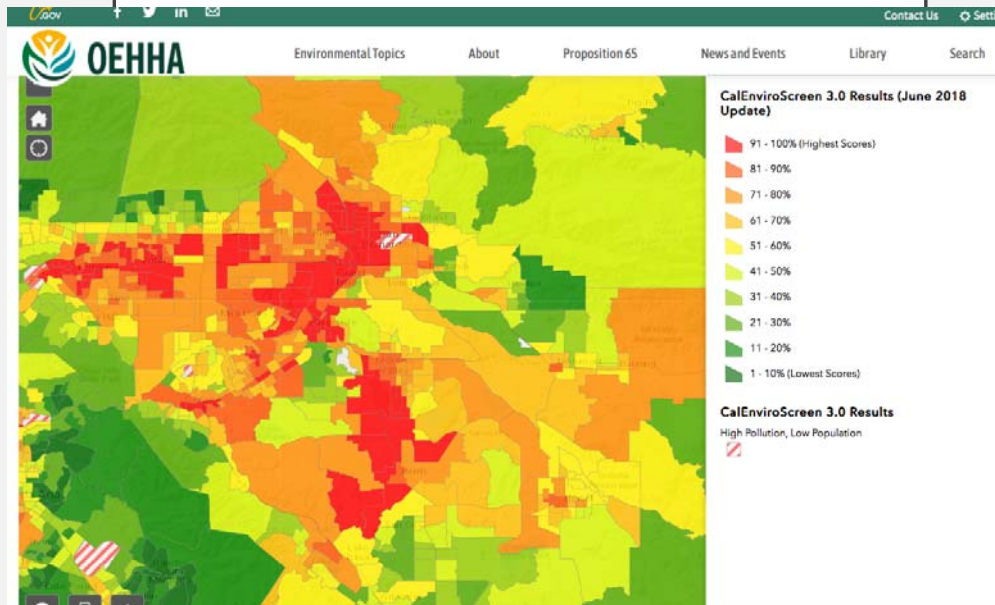 .GOV
Contact Us
OEHHA
Environmental Topics About Proposition 65 News and Events Library Search
CalEnviroScreen 3.0 Results (June 2018
Update)
91 - 100% (Highest Scores)
81 - 90%
71 - 80%
61 - 70%
51 - 60%
41 - 50%
31 - 40%
21 - 30%
11 - 20%
1 - 10% (Lowest Scores)
CalEnviroScreen 3.0 Results
High Pollution, Low Population